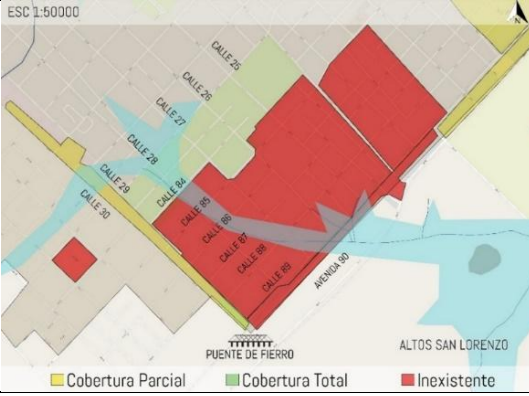 ESC 1:50000
N
CALLE 25
CALLE 26
CALLE 27
CALLE 28
CALLE 29
CALLE 30
CALLE 84
CALLE 85
CALLE 86
CALLE 87
CALLE 88
CALLE 89
AVENIDA 90
PUENTE DE FIERRO
ALTOS SAN LORENZO
Cobertura Parcial
Cobertura Total
Inexistente